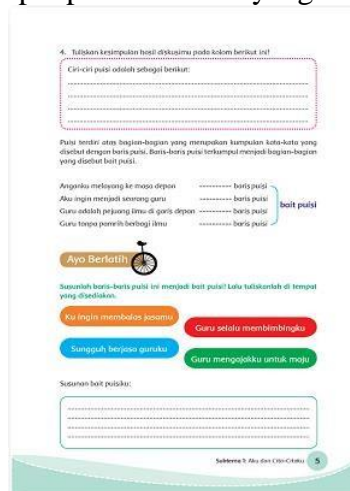 4. Tuliskan kesimpulan hasil diskusimu pada kolom berikut ini!
Ciri-ciri puisi adalah sebagai berikut:
Puisi terdiri atas bagian-bagian yang merupakan kumpulan kata-kata yang
disebut dengan baris puisi. Baris-baris puisi terkumpul menjadi bagian-bagian
yang disebut bait puisi.
Anganku melayang ke masa depan ---------- baris puisi
Aku ingin menjadi seorang guru ---------- baris puisi
bait puisi
Guru adalah pejuang ilmu di garis depan ---------- baris puisi
Guru tanpa pamrih berbagi ilmu ---------- baris puisi
Ayo Berlatih
Susunlah baris-baris puisi ini menjadi bait puisi! Lalu tuliskanlah di tempat
yang disediakan.
Ku ingin membalas jasamu
Guru selalu membimbingku
Sungguh berjasa guruku
Guru mengajakku untuk maju
Susunan bait puisiku:
Subtema 1: Aku dan Cita-Citaku 5